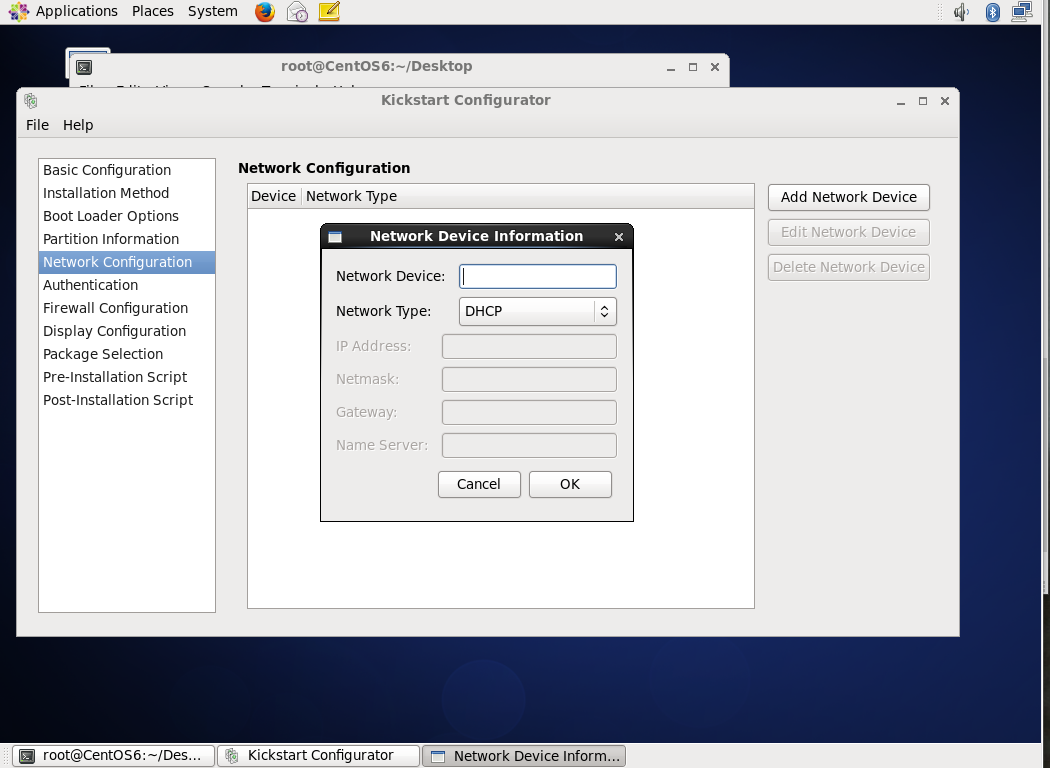 Applications Places System
root@CentOS6:~/Desktop
Kickstart Configurator
File Help
Basic Configuration
Installation Method
Boot Loader Options
Partition Information
Network Configuration
Authentication
Firewall Configuration
Display Configuration
Package Selection
Pre-Installation Script
Post-Installation Script
Network Configuration
Device Network Type
Add Network Device
Edit Network Device
Delete Network Device
Network Device Information
Network Device:
Network Type: DHCP
IP Address:
Netmask:
Gateway:
Name Server:
Cancel OK
root@CentOS6:~/Des... Kickstart Configurator Network Device Inform...